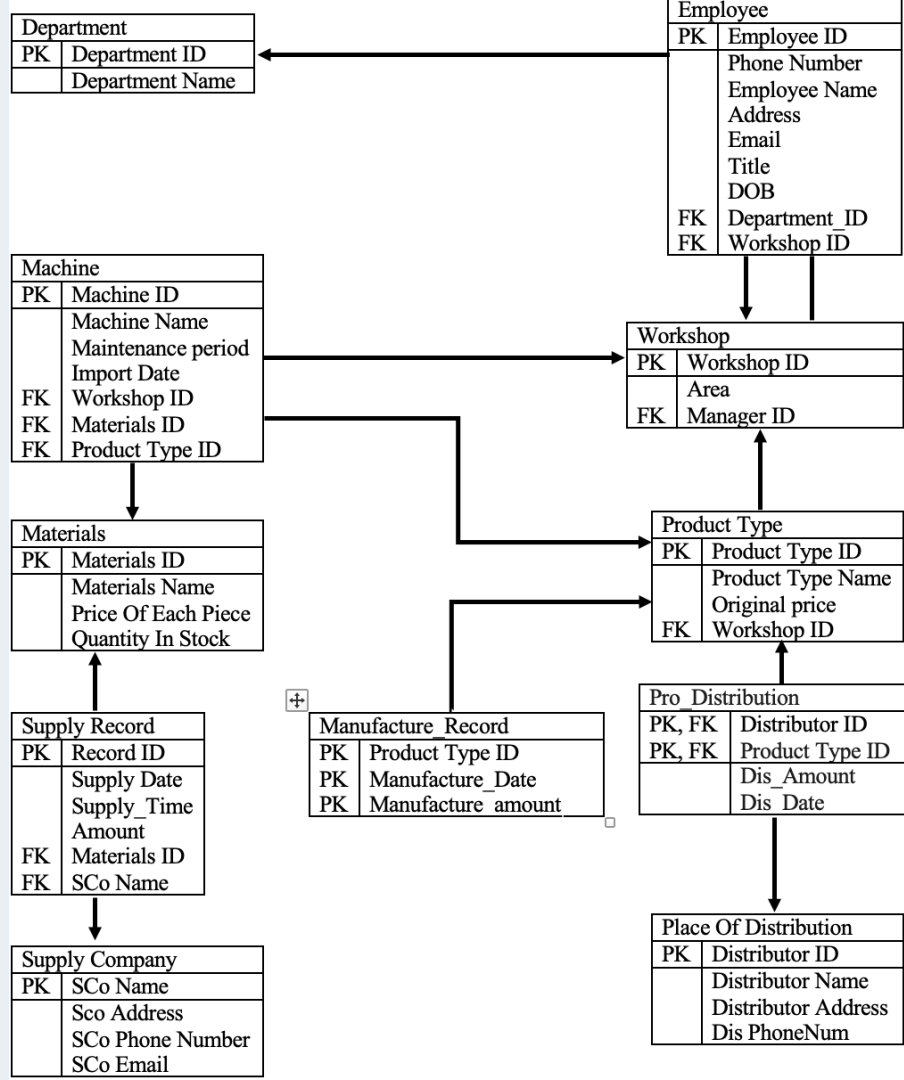 Department
PK Department ID
Department Name
Employee
PK Employee ID
Phone Number
Employee Name
Address
Email
Title
DOB
FK Department_ID
FK Workshop ID
Machine
PK Machine ID
Machine Name
Maintenance period
Import Date
FK Workshop ID
FK Materials ID
FK Product Type ID
Workshop
PK Workshop ID
Area
FK Manager ID
Materials
PK Materials ID
Materials Name
Price Of Each Piece
Quantity In Stock
Product Type
PK Product Type ID
Product Type Name
Original price
FK Workshop ID
Supply Record
PK Record ID
Supply Date
Supply_Time
Amount
FK Materials ID
FK SCo Name
Manufacture_Record
PK Product Type ID
PK Manufacture_Date
PK Manufacture_amount
Pro_Distribution
PK, FK Distributor ID
PK, FK Product Type ID
Dis_Amount
Dis_Date
Supply Company
PK SCo Name
Sco Address
SCo Phone Number
SCo Email
Place Of Distribution
PK Distributor ID
Distributor Name
Distributor Address
Dis PhoneNum